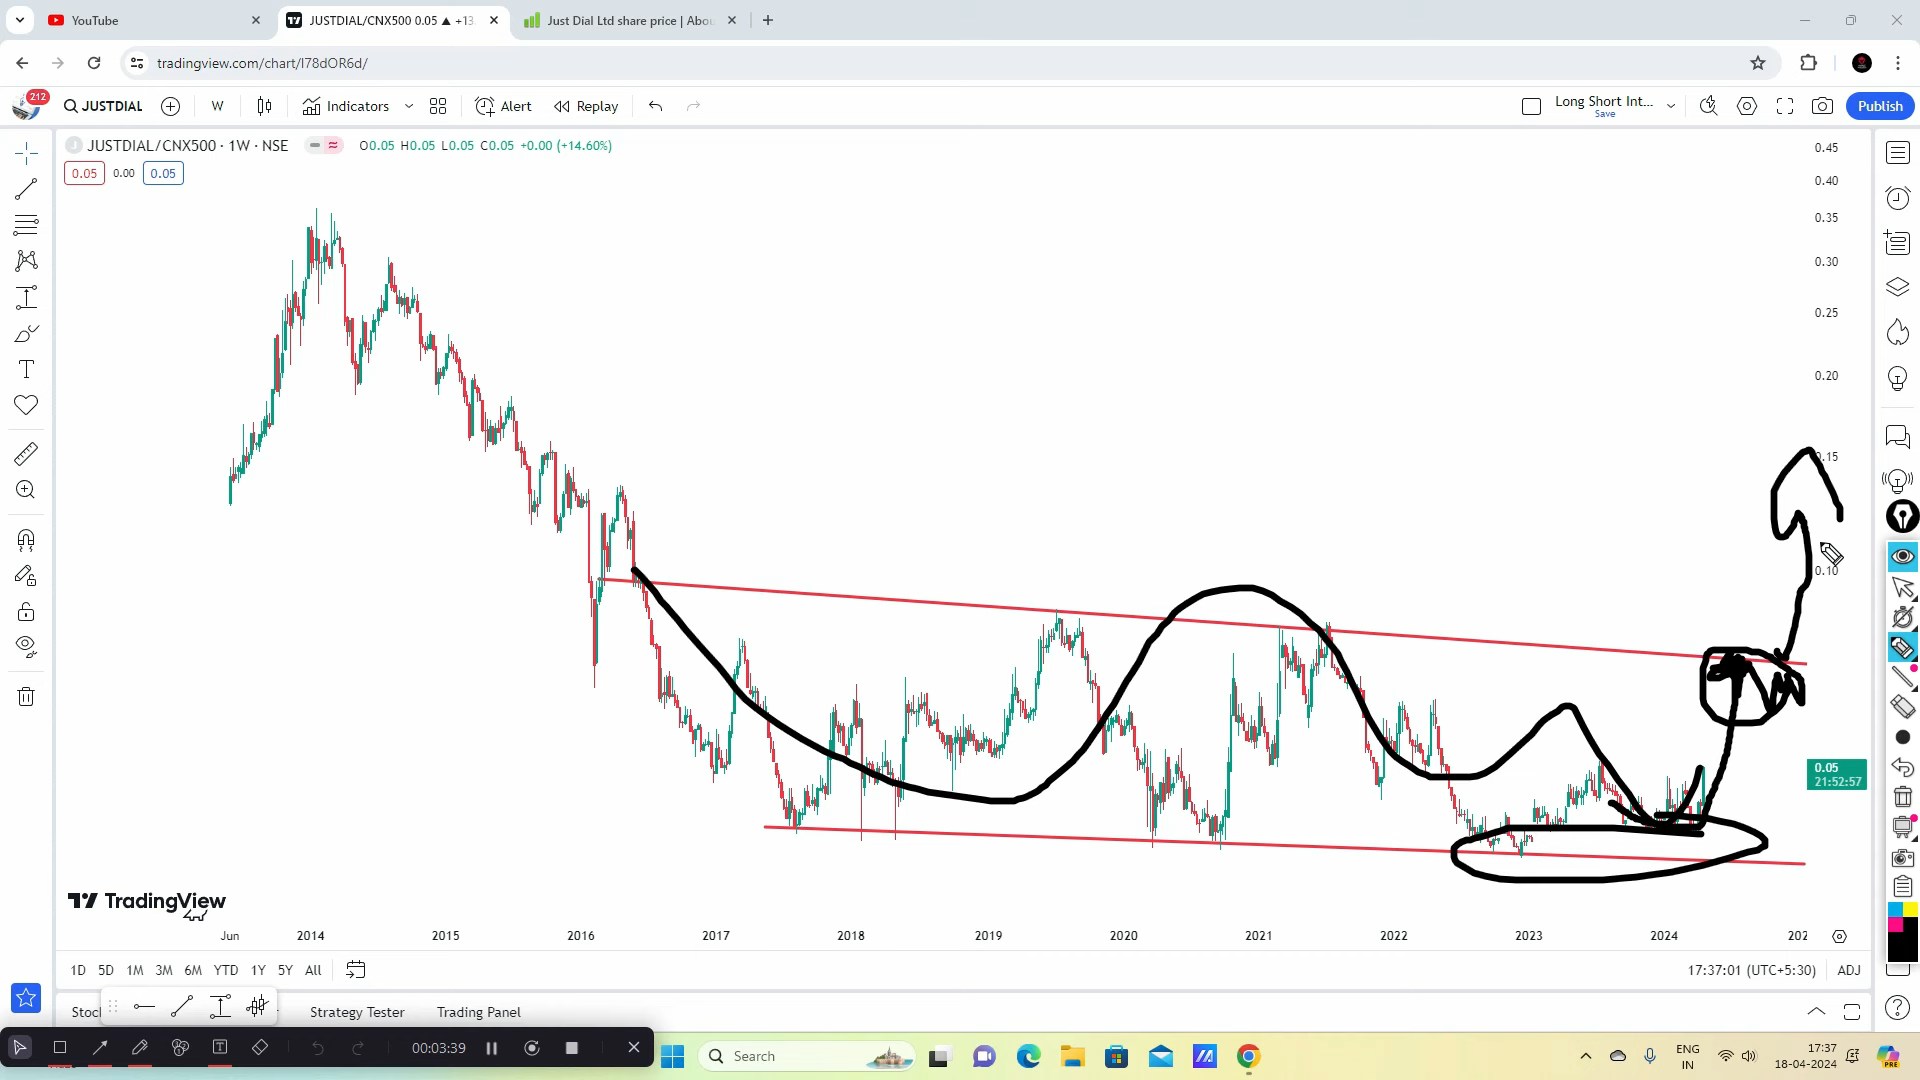 YouTube
JUSTDIAL/CNX500 0.05 ▲ +13
Just Dial Ltd share price | Abou
tradingview.com/chart/I78dOR6d/
212
JUSTDIAL
W
Indicators
Alert
Replay
Long Short Int...
Save
Publish
JUSTDIAL/CNX500 · 1W · NSE
O0.05 H0.05 L0.05 C0.05 +0.00 (+14.60%)
0.05 0.00 0.05
0.45
0.40
0.35
0.30
0.25
0.20
0.15
0.10
0.05
21:52:57
TradingView
Jun 2014 2015 2016 2017 2018 2019 2020 2021 2022 2023 2024 202
1D 5D 1M 3M 6M YTD 1Y 5Y All
17:37:01 (UTC+5:30) ADJ
Stoc
Strategy Tester
Trading Panel
00:03:39
Search
ENG
IN
17:37
18-04-2024
PRE